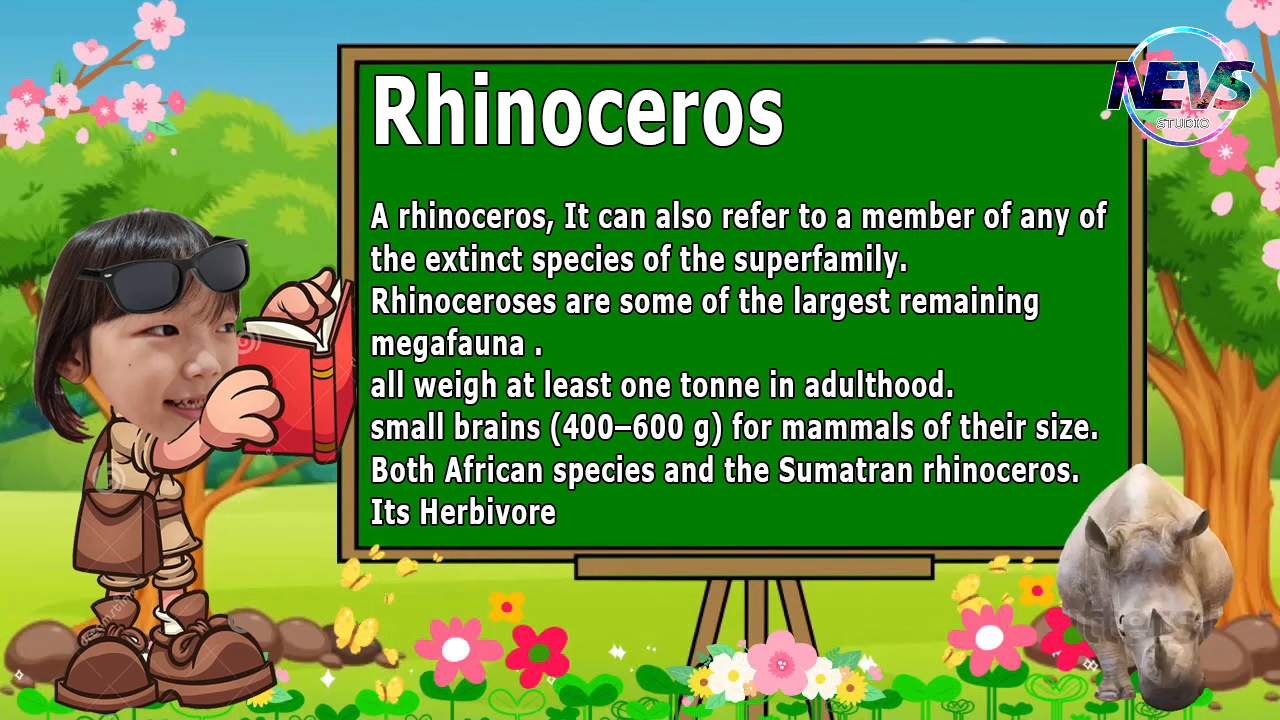 Rhinoceros
NEVS
STUDIO
A rhinoceros, It can also refer to a member of any of
the extinct species of the superfamily.
Rhinoceroses are some of the largest remaining
megafauna .
all weigh at least one tonne in adulthood.
small brains (400–600 g) for mammals of their size.
Both African species and the Sumatran rhinoceros.
Its Herbivore